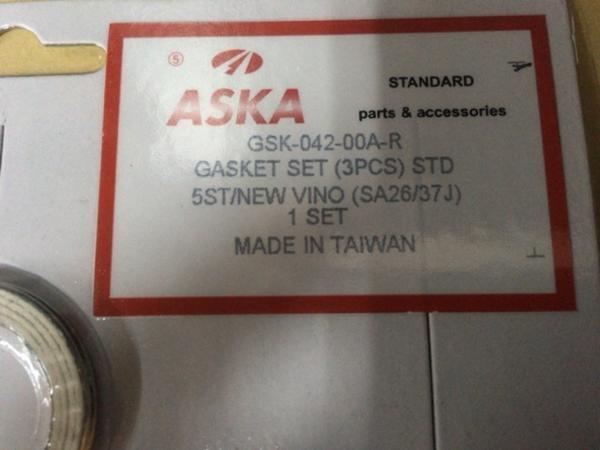 5
ASKA
STANDARD
parts & accessories
GSK-042-00A-R
GASKET SET (3PCS) STD
5ST/NEW VINO (SA26/37J)
1 SET
MADE IN TAIWAN